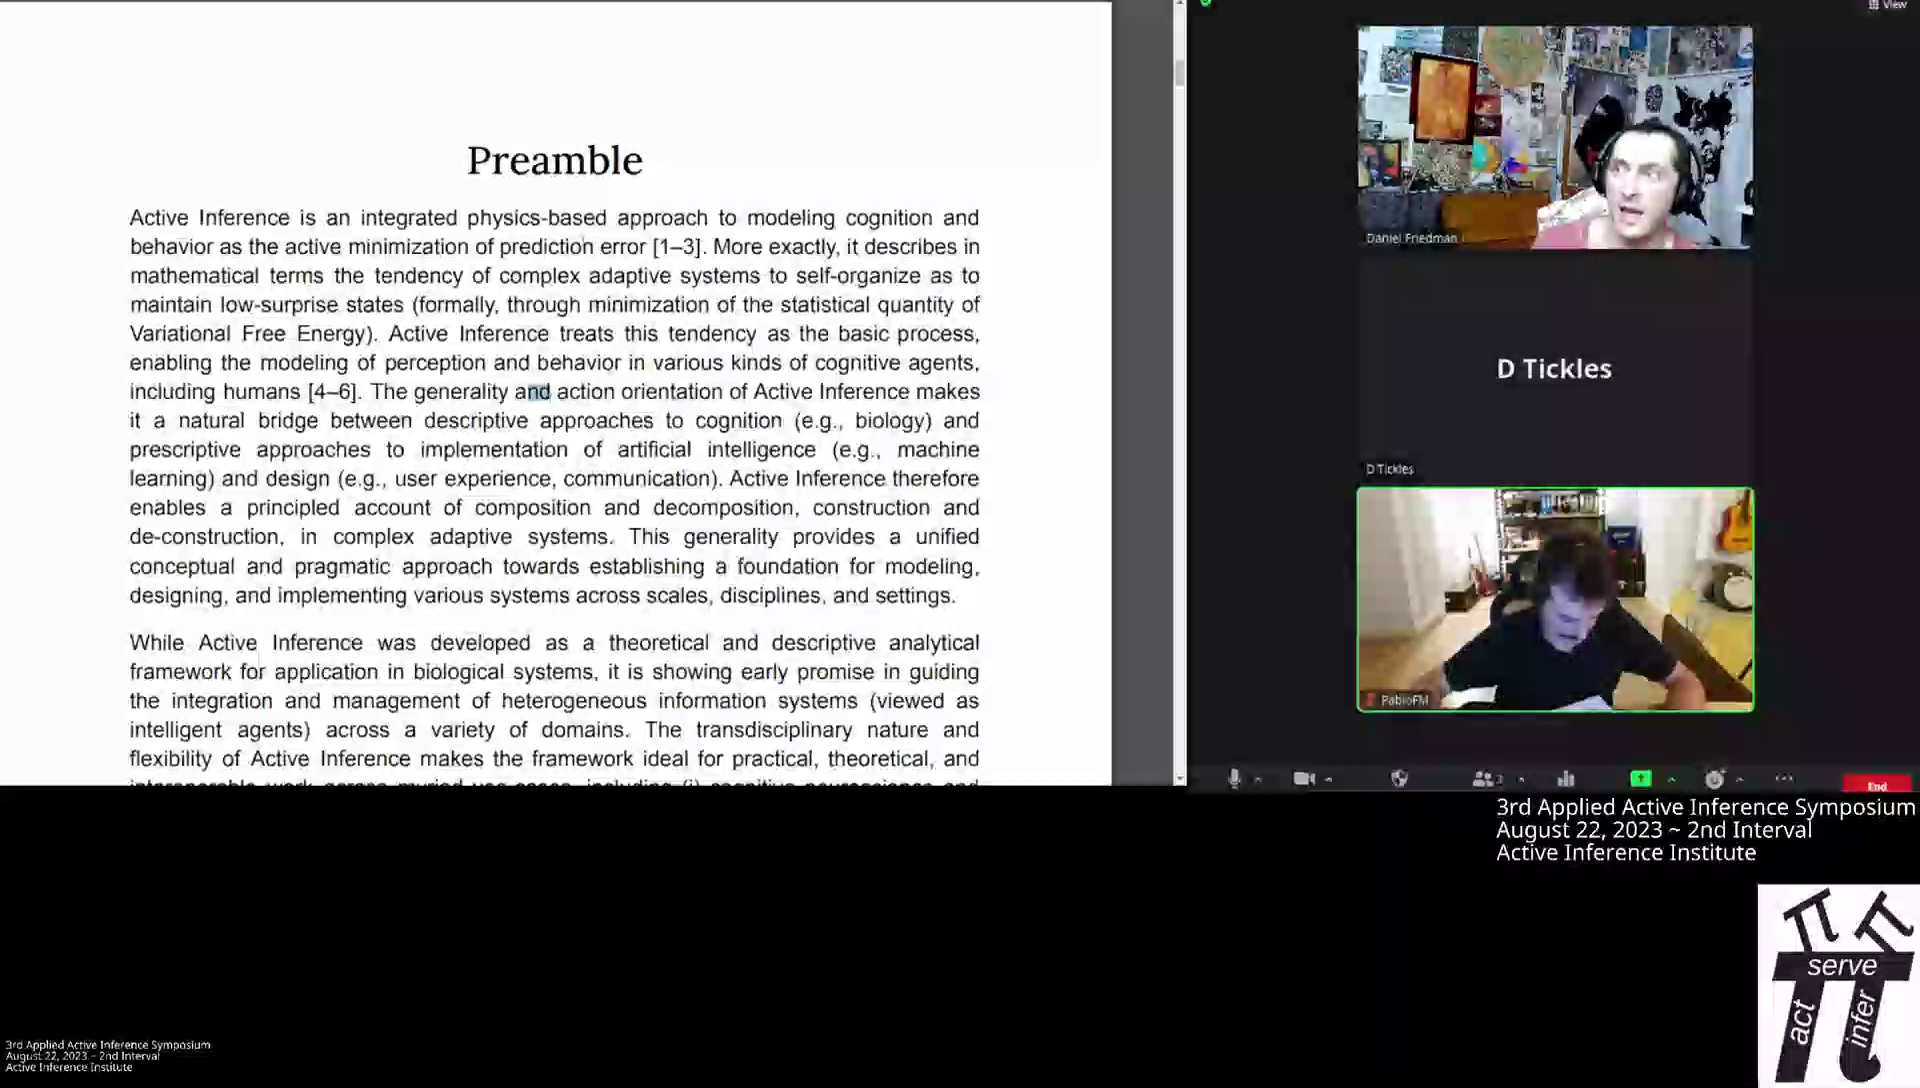 Preamble
Active Inference is an integrated physics-based approach to modeling cognition and
behavior as the active minimization of prediction error [1–3]. More exactly, it describes in
mathematical terms the tendency of complex adaptive systems to self-organize as to
maintain low-surprise states (formally, through minimization of the statistical quantity of
Variational Free Energy). Active Inference treats this tendency as the basic process,
enabling the modeling of perception and behavior in various kinds of cognitive agents,
including humans [4–6]. The generality and action orientation of Active Inference makes
it a natural bridge between descriptive approaches to cognition (e.g., biology) and
prescriptive approaches to implementation of artificial intelligence (e.g., machine
learning) and design (e.g., user experience, communication). Active Inference therefore
enables a principled account of composition and decomposition, construction and
de-construction, in complex adaptive systems. This generality provides a unified
conceptual and pragmatic approach towards establishing a foundation for modeling,
designing, and implementing various systems across scales, disciplines, and settings.
While Active Inference was developed as a theoretical and descriptive analytical
framework for application in biological systems, it is showing early promise in guiding
the integration and management of heterogeneous information systems (viewed as
intelligent agents) across a variety of domains. The transdisciplinary nature and
flexibility of Active Inference makes the framework ideal for practical, theoretical, and
interoperable work across myriad use cases, including (i) cognitive neuroscience and
View
Daniel Friedman
D Tickles
D Tickles
PabloFM
3
End
3rd Applied Active Inference Symposium
August 22, 2023 ~ 2nd Interval
Active Inference Institute
serve
act
infer
3rd Applied Active Inference Symposium
August 22, 2023 ~ 2nd Interval
Active Inference Institute